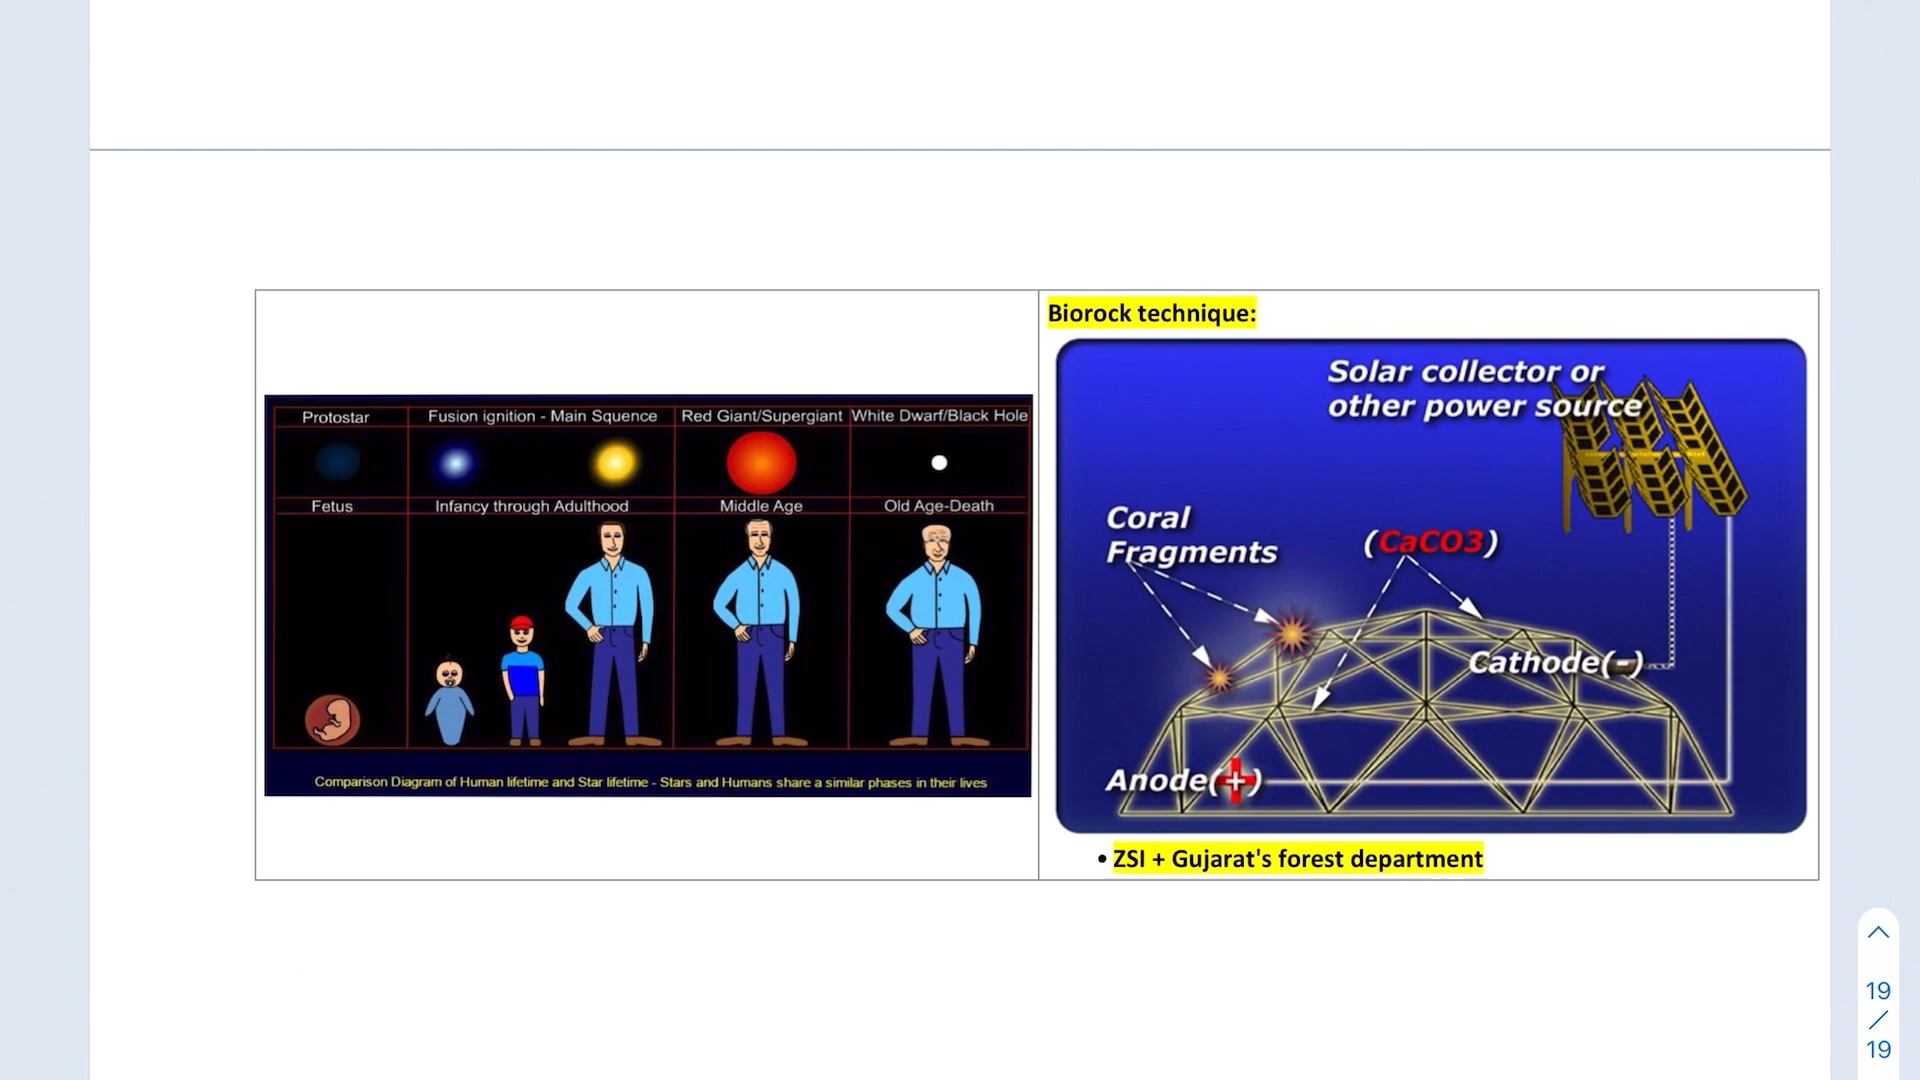 Protostar
Fusion ignition - Main Squence
Red Giant/Supergiant
White Dwarf/Black Hole
Fetus
Infancy through Adulthood
Middle Age
Old Age-Death
Comparison Diagram of Human lifetime and Star lifetime - Stars and Humans share a similar phases in their lives
Biorock technique:
Solar collector or
other power source
Coral
Fragments
(CaCO3)
Cathode(-)
Anode(+)
• ZSI + Gujarat's forest department
19
/
19